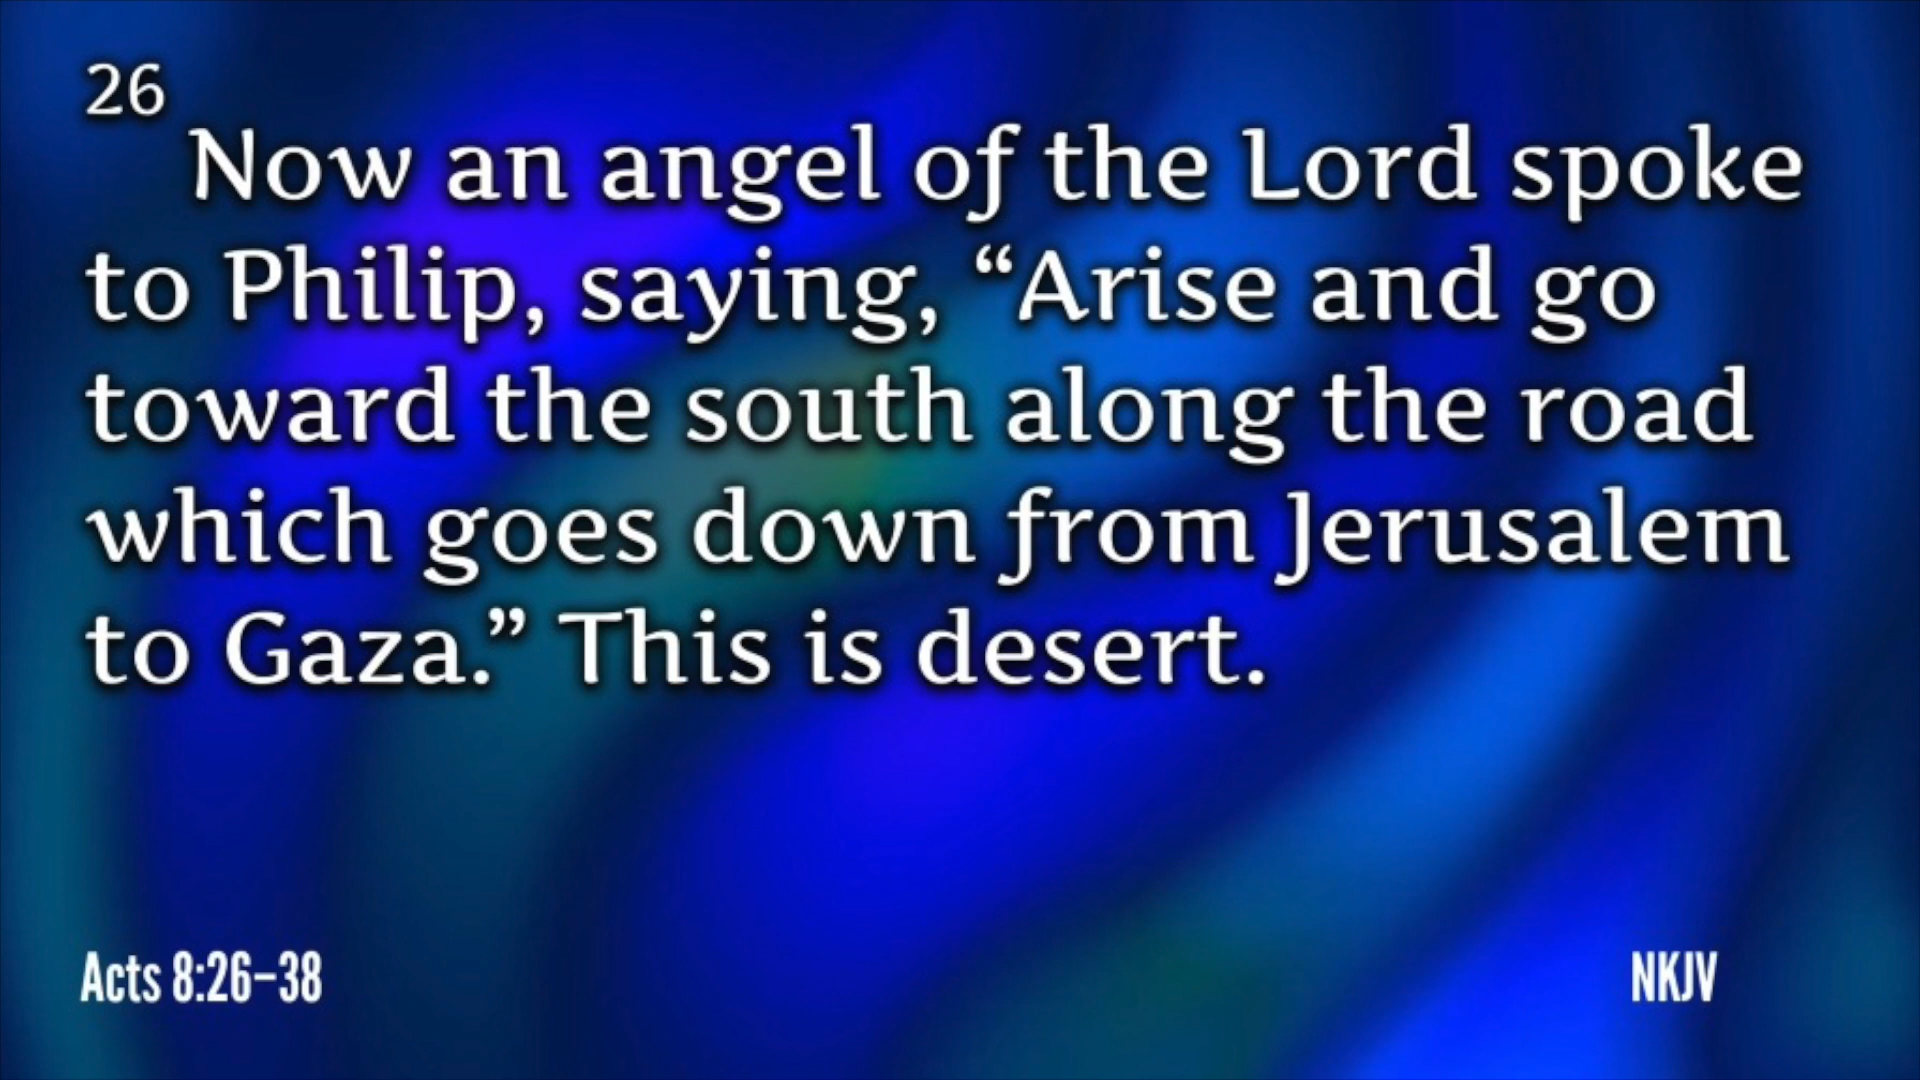 26
Now an angel of the Lord spoke
to Philip, saying, “Arise and go
toward the south along the road
which goes down from Jerusalem
to Gaza.” This is desert.
Acts 8:26–38
NKJV